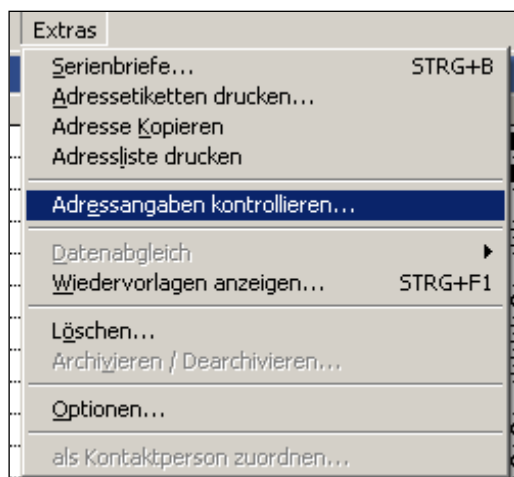 Extras
Serienbriefe... STRG+B
Adressetiketten drucken...
Adresse Kopieren
Adressliste drucken
Adressangaben kontrollieren...
Datenabgleich
Wiedervorlagen anzeigen... STRG+F1
Löschen...
Archivieren / Dearchivieren...
Optionen...
als Kontaktperson zuordnen...